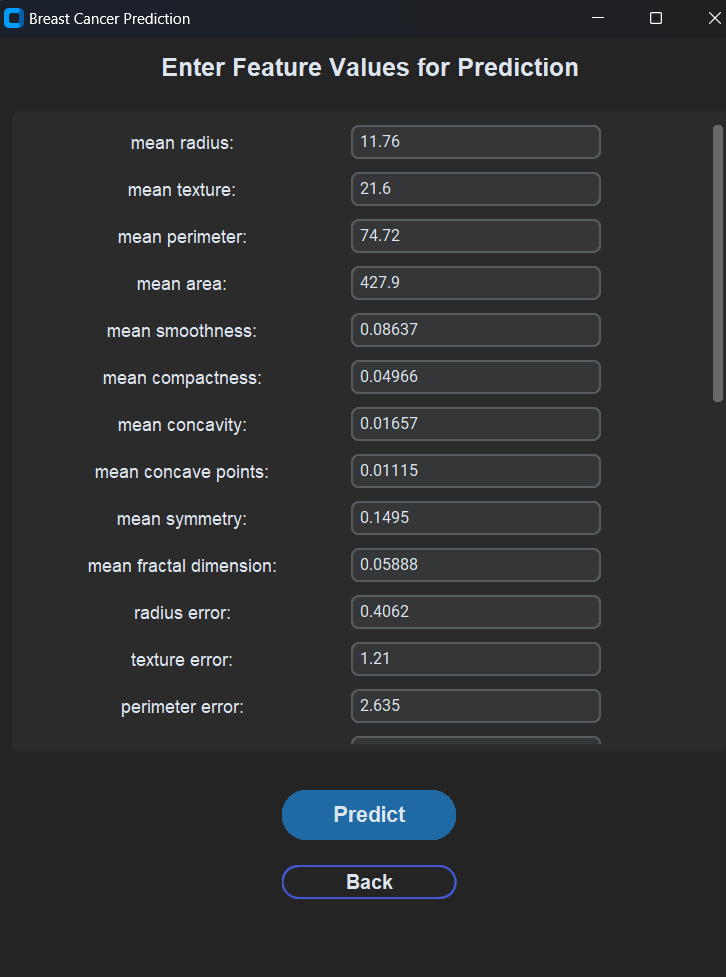 Breast Cancer Prediction
Enter Feature Values for Prediction
mean radius: 11.76
mean texture: 21.6
mean perimeter: 74.72
mean area: 427.9
mean smoothness: 0.08637
mean compactness: 0.04966
mean concavity: 0.01657
mean concave points: 0.01115
mean symmetry: 0.1495
mean fractal dimension: 0.05888
radius error: 0.4062
texture error: 1.21
perimeter error: 2.635
Predict
Back